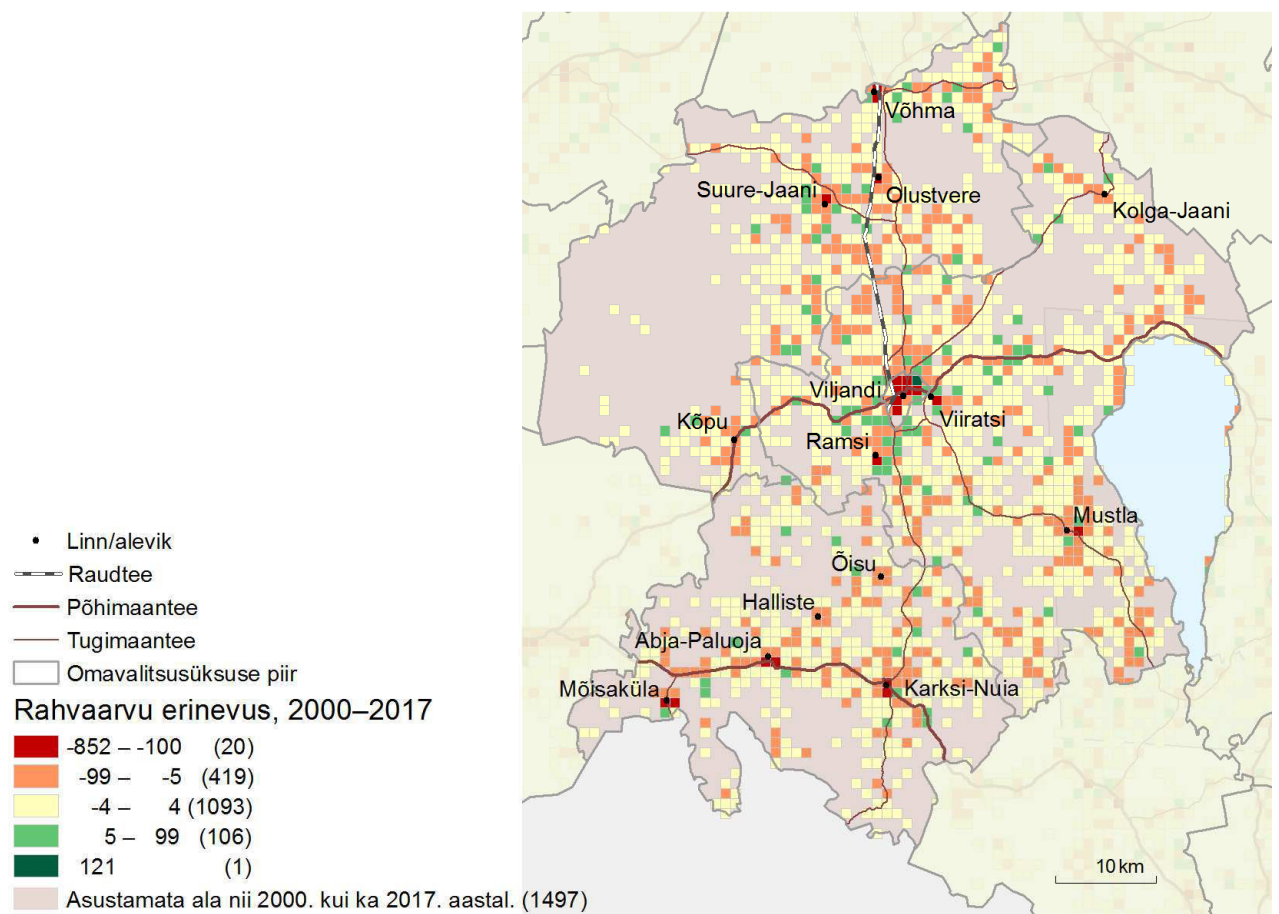 Võhma
Suure-Jaani
Olustvere
Kolga-Jaani
Viljandi
Viiratsi
Kõpu
Ramsi
Mustla
Õisu
Halliste
Abja-Paluoja
Mõisaküla
Karksi-Nuia
10 km
Linn/alevik
Raudtee
Põhimaantee
Tugimaantee
Omavalitsusüksuse piir
Rahvaarvu erinevus, 2000–2017
-852 – -100 (20)
-99 – -5 (419)
-4 – 4 (1093)
5 – 99 (106)
121 (1)
Asustamata ala nii 2000. kui ka 2017. aastal. (1497)